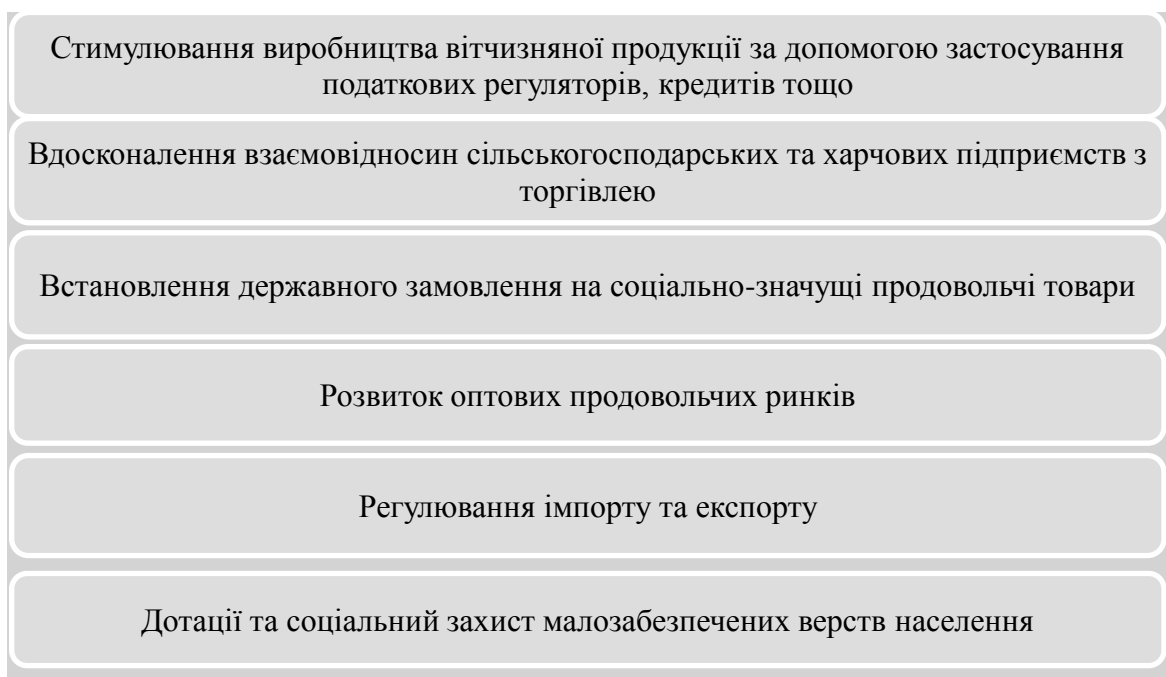 Стимулювання виробництва вітчизняної продукції за допомогою застосування
податкових регуляторів, кредитів тощо
Вдосконалення взаємовідносин сільськогосподарських та харчових підприємств з
торгівлею
Встановлення державного замовлення на соціально-значущі продовольчі товари
Розвиток оптових продовольчих ринків
Регулювання імпорту та експорту
Дотації та соціальний захист малозабезпечених верств населення